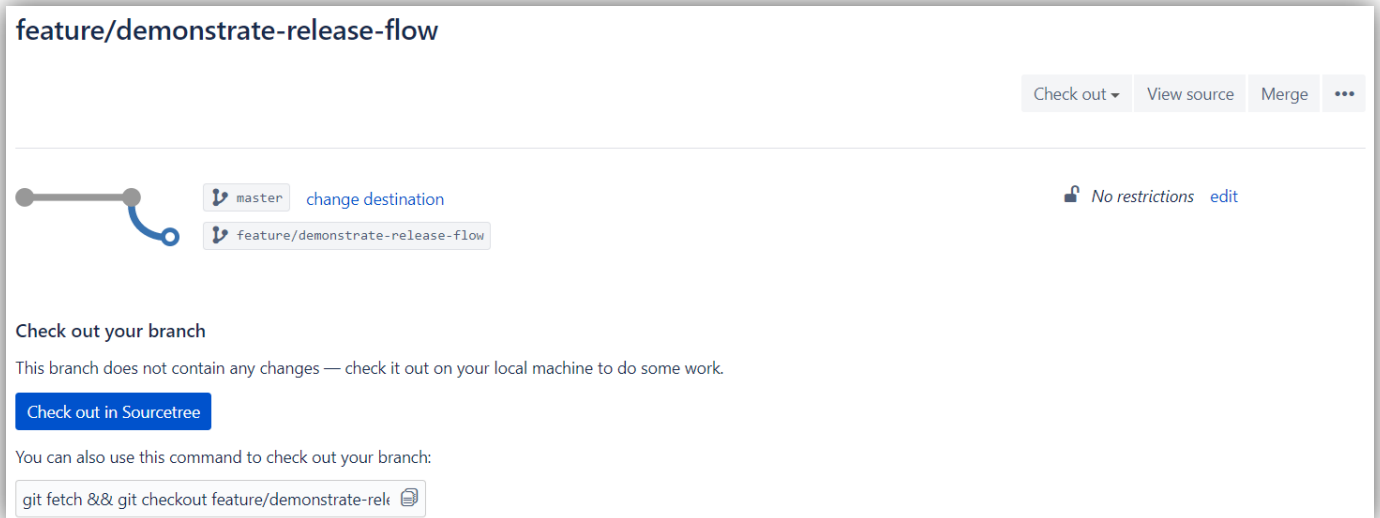 feature/demonstrate-release-flow
Check out View source Merge •••
master change destination No restrictions edit
feature/demonstrate-release-flow
Check out your branch
This branch does not contain any changes — check it out on your local machine to do some work.
Check out in Sourcetree
You can also use this command to check out your branch:
git fetch && git checkout feature/demonstrate-rele